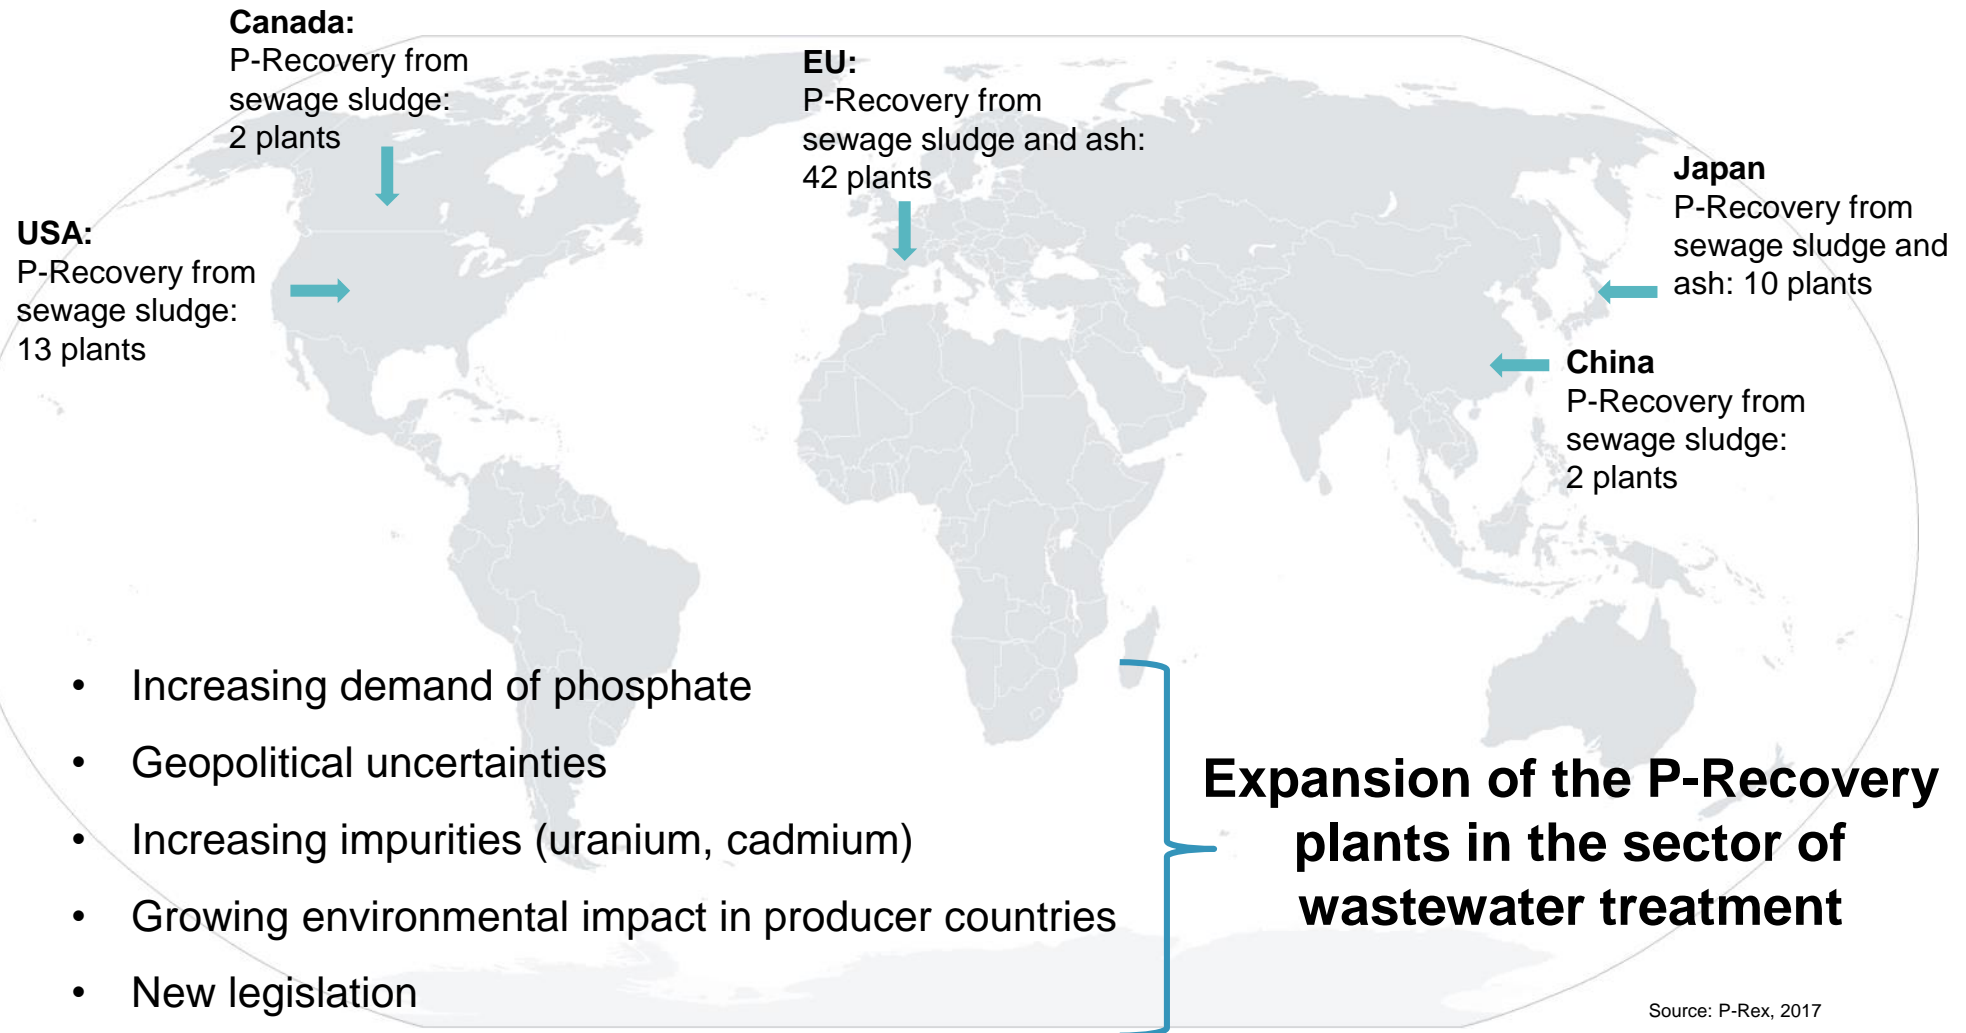 Canada:
P-Recovery from
sewage sludge:
2 plants
EU:
P-Recovery from
sewage sludge and ash:
42 plants
Japan
P-Recovery from
sewage sludge and
ash: 10 plants
USA:
P-Recovery from
sewage sludge:
13 plants
China
P-Recovery from
sewage sludge:
2 plants
• Increasing demand of phosphate
• Geopolitical uncertainties
• Increasing impurities (uranium, cadmium)
• Growing environmental impact in producer countries
• New legislation
Expansion of the P-Recovery
plants in the sector of
wastewater treatment
Source: P-Rex, 2017